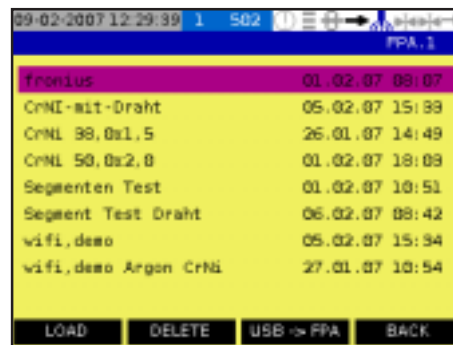 09-02-2007 12:29:39 1 502
FPA.1
fronius 01.02.07 08:07
CrNI-mit-Draht 05.02.07 15:39
CrNi 38,0x1,5 26.01.07 14:49
CrNi 50,0x2,0 01.02.07 18:09
Segmenten Test 01.02.07 10:51
Segment Test Draht 06.02.07 08:42
wifi,demo 05.02.07 15:34
wifi,demo Argon CrNi 27.01.07 10:54
LOAD DELETE USB -> FPA BACK